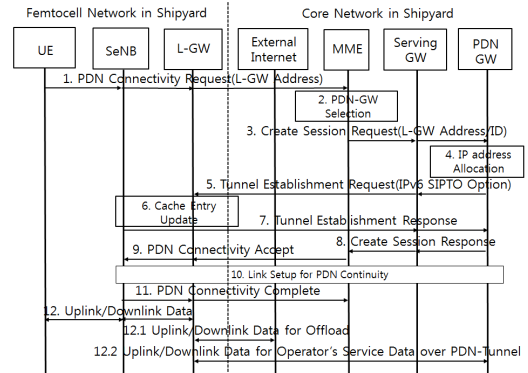 Femtocell Network in Shipyard
Core Network in Shipyard
UE
SeNB
L-GW
External
Internet
MME
Serving
GW
PDN
GW
1. PDN Connectivity Request(L-GW Address)
2. PDN-GW
Selection
3. Create Session Request(L-GW Address/ID)
4. IP address
Allocation
5. Tunnel Establishment Request(IPv6 SIPTO Option)
6. Cache Entry
Update
7. Tunnel Establishment Response
8. Create Session Response
9. PDN Connectivity Accept
10. Link Setup for PDN Continuity
11. PDN Connectivity Complete
12. Uplink/Downlink Data
12.1 Uplink/Downlink Data for Offload
12.2 Uplink/Downlink Data for Operator's Service Data over PDN-Tunnel